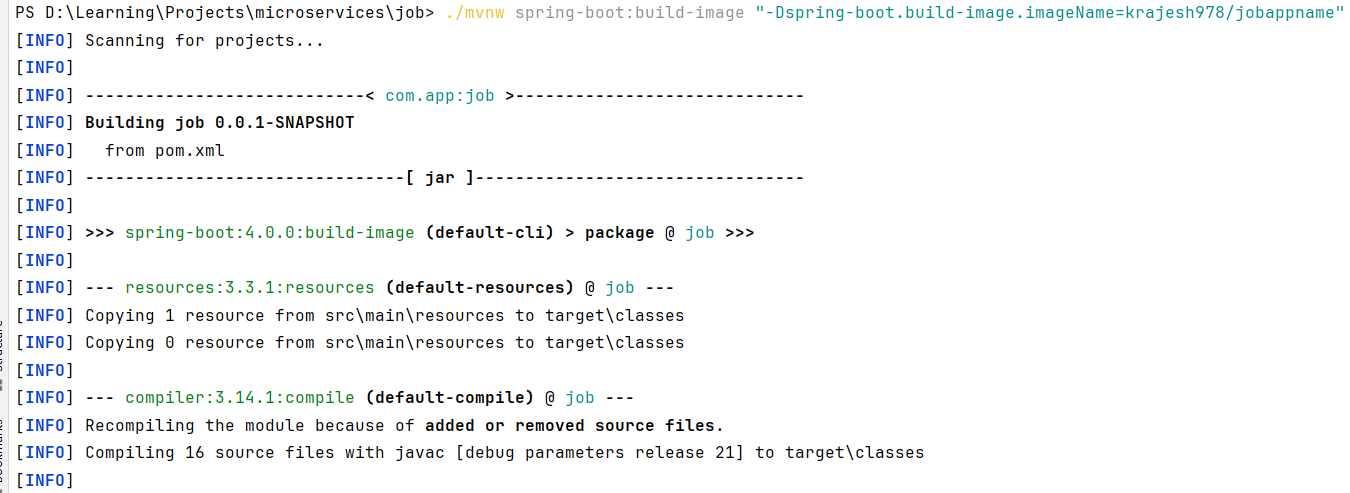 PS D:\Learning\Projects\microservices\job> ./mvnw spring-boot:build-image "-Dspring-boot.build-image.imageName=krajesh978/jobappname"
[INFO] Scanning for projects...
[INFO]
[INFO] ----------------------------< com.app:job >-----------------------------
[INFO] Building job 0.0.1-SNAPSHOT
[INFO]   from pom.xml
[INFO] --------------------------------[ jar ]---------------------------------
[INFO]
[INFO] >>> spring-boot:4.0.0:build-image (default-cli) > package @ job >>>
[INFO]
[INFO] --- resources:3.3.1:resources (default-resources) @ job ---
[INFO] Copying 1 resource from src\main\resources to target\classes
[INFO] Copying 0 resource from src\main\resources to target\classes
[INFO]
[INFO] --- compiler:3.14.1:compile (default-compile) @ job ---
[INFO] Recompiling the module because of added or removed source files.
[INFO] Compiling 16 source files with javac [debug parameters release 21] to target\classes
[INFO]